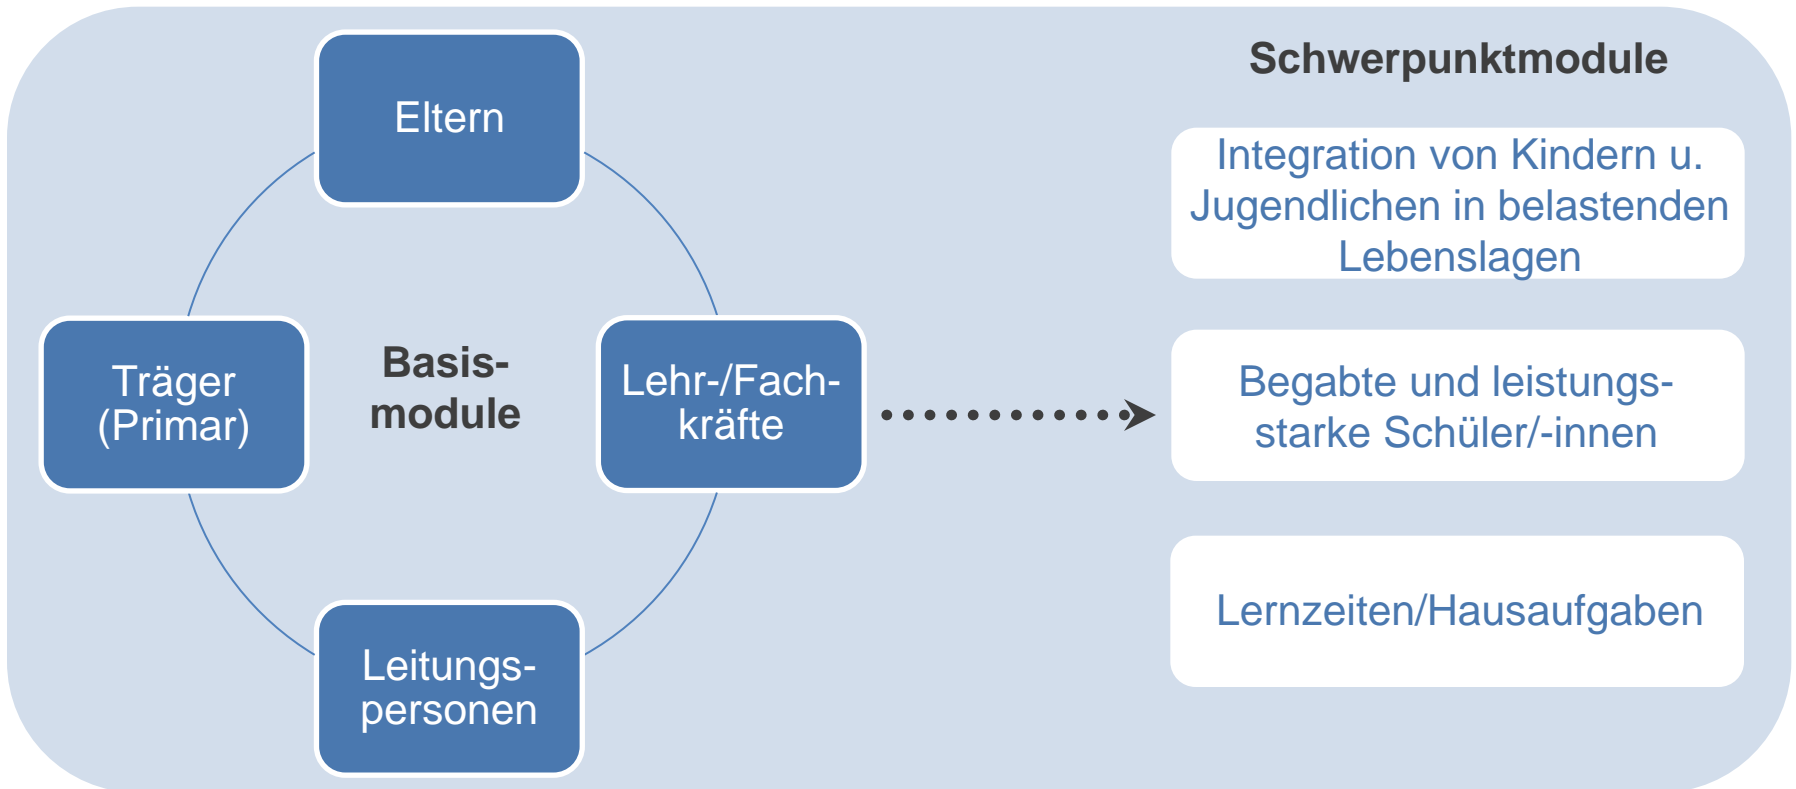 Eltern
Träger
(Primar)
Basis-
module
Lehr-/Fach-
kräfte
Leitungs-
personen
Schwerpunktmodule
Integration von Kindern u.
Jugendlichen in belastenden
Lebenslagen
Begabte und leistungs-
starke Schüler/-innen
Lernzeiten/Hausaufgaben